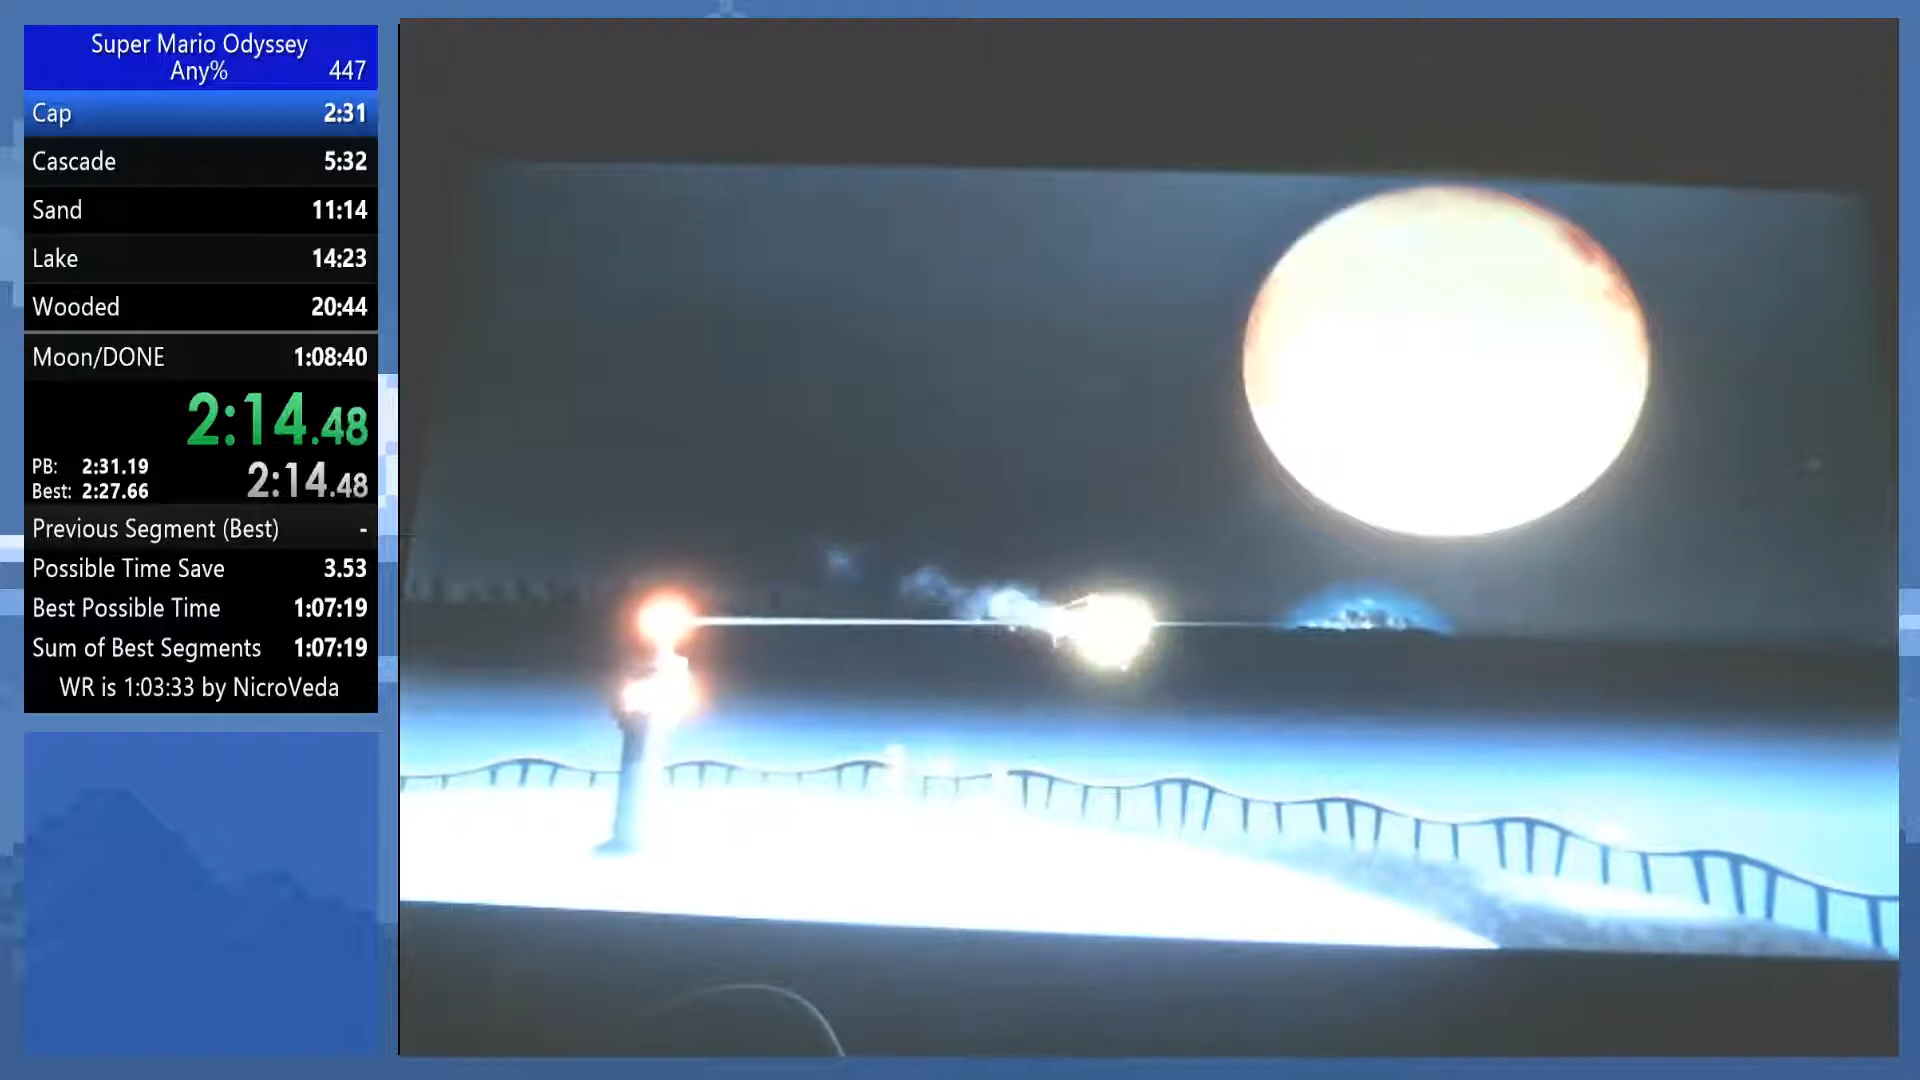 Super Mario Odyssey
Any% 447
Cap 2:31
Cascade 5:32
Sand 11:14
Lake 14:23
Wooded 20:44
Moon/DONE 1:08:40
2:14.48
PB: 2:31.19
Best: 2:27.66
2:14.48
Previous Segment (Best) -
Possible Time Save 3.53
Best Possible Time 1:07:19
Sum of Best Segments 1:07:19
WR is 1:03:33 by NicroVeda